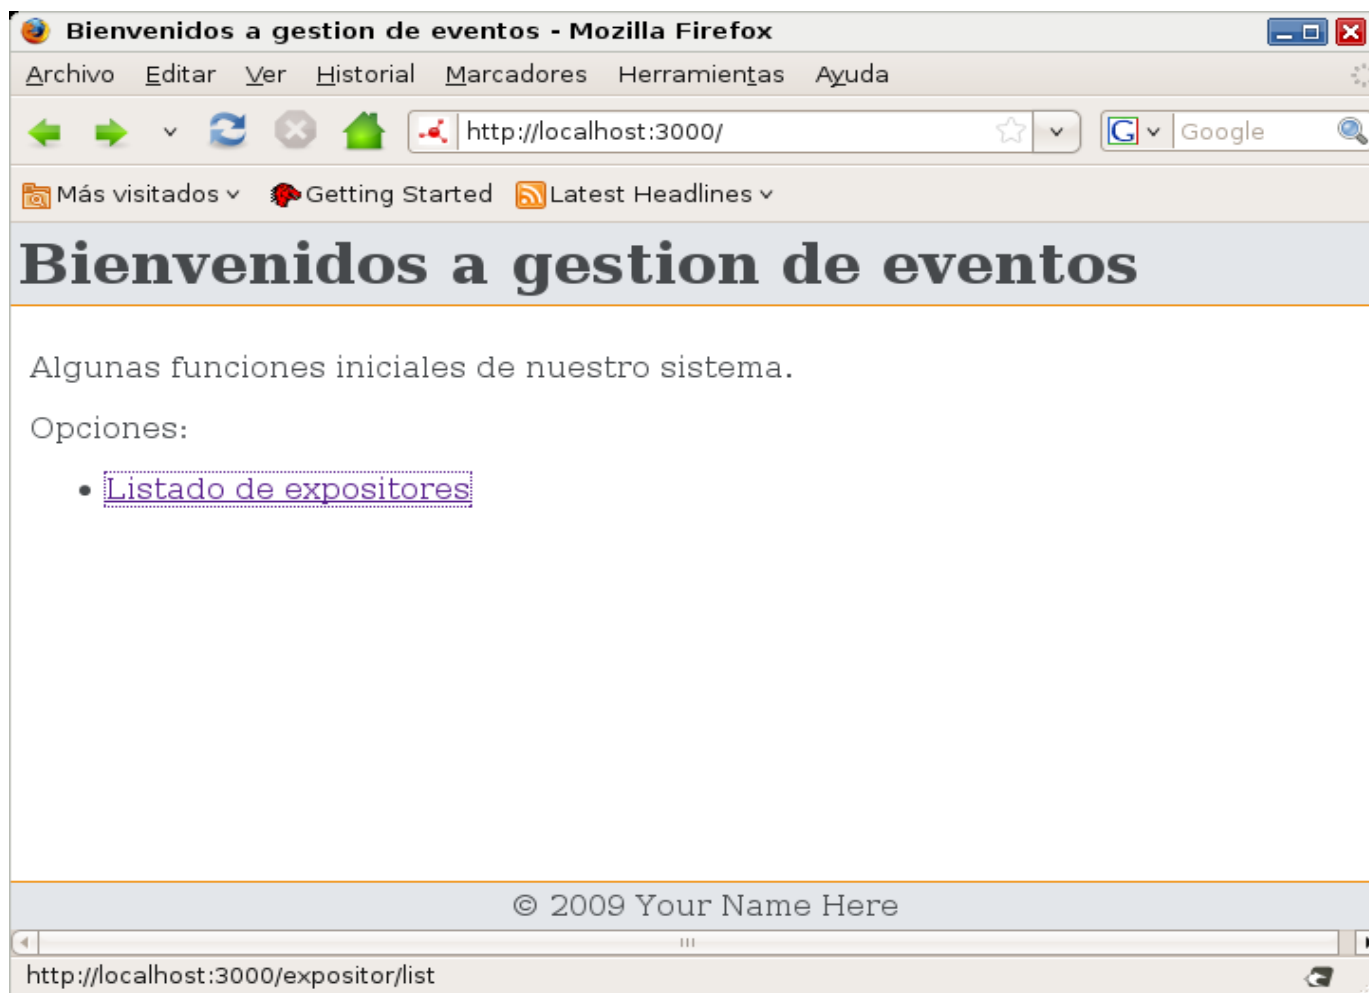 Bienvenidos a gestion de eventos - Mozilla Firefox
Archivo Editar Ver Historial Marcadores Herramientas Ayuda
http://localhost:3000/ G Google
Más visitados Getting Started Latest Headlines
Bienvenidos a gestion de eventos
Algunas funciones iniciales de nuestro sistema.
Opciones:
• Listado de expositores
© 2009 Your Name Here
http://localhost:3000/expositor/list